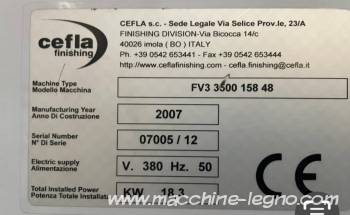 CEFLA s.c. - Sede Legale Via Selice Prov.le, 23/A
FINISHING DIVISION-Via Bicocca 14/c
40026 imola ( BO ) ITALY
Ph. +39 0542 653441 - Fax +39 0542 653444
http://www.ceflafinishing.com - cefla.finishing@cefla.it
cefla
finishing
Machine Type
Modello Macchina
FV3 3500 158 48
Manufacturing Year
Anno Di Costruzione
2007
Serial Number
N° Di Serie
07005 / 12
Electric supply
Alimentazione
V. 380 Hz. 50
Total Installed Power
Potenza Totale Installata
KW 18.3
www.macchine-legno.com